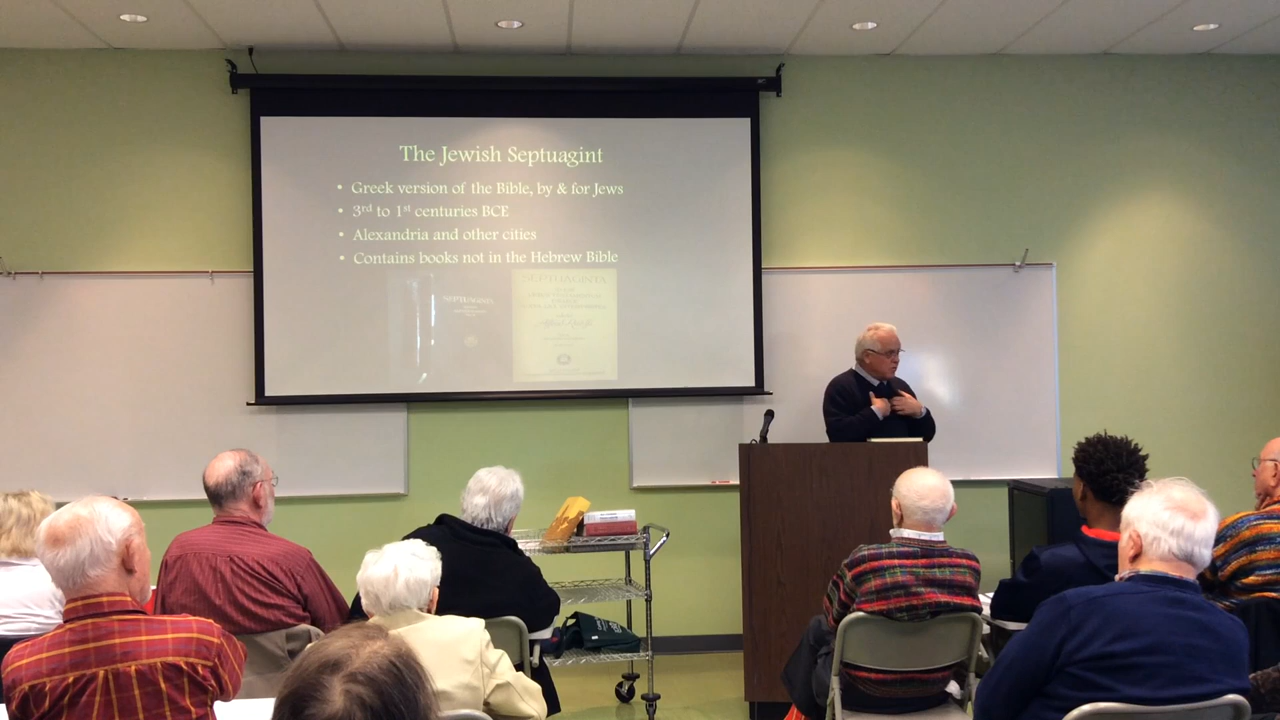 The Jewish Septuagint
• Greek version of the Bible, by & for Jews
• 3rd to 1st centuries BCE
• Alexandria and other cities
• Contains books not in the Hebrew Bible
SEPTUAGINTA
SEPTUAGINTA